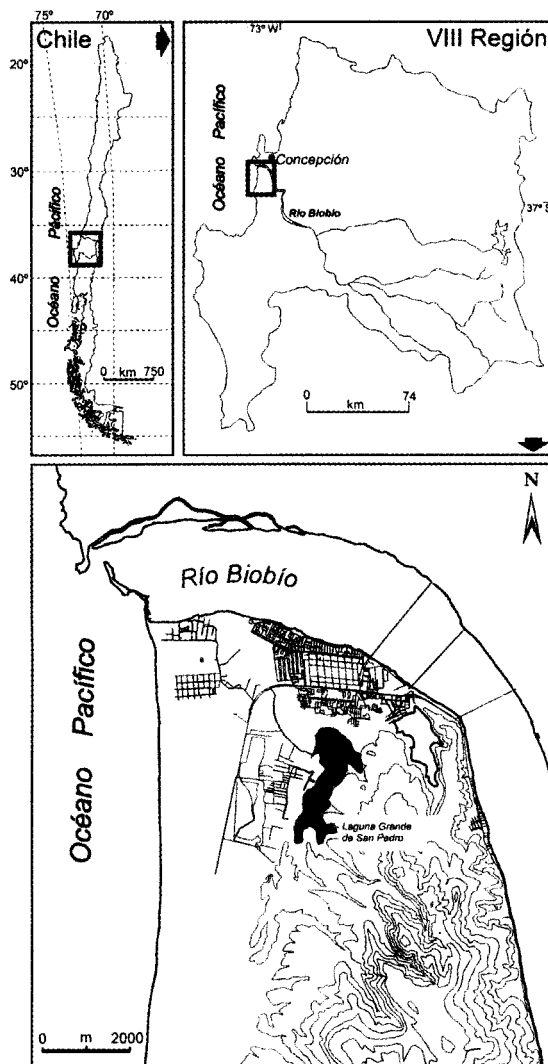 75° 70°
Chile
20°
30°
40°
50°
Océano Pacífico
0 km 750
73° W
VIII Región
Océano Pacífico
Concepción
Río Biobío
37° S
0 74
km
N
Río Biobío
Océano Pacífico
Laguna Grande
de San Pedro
0 m 2000